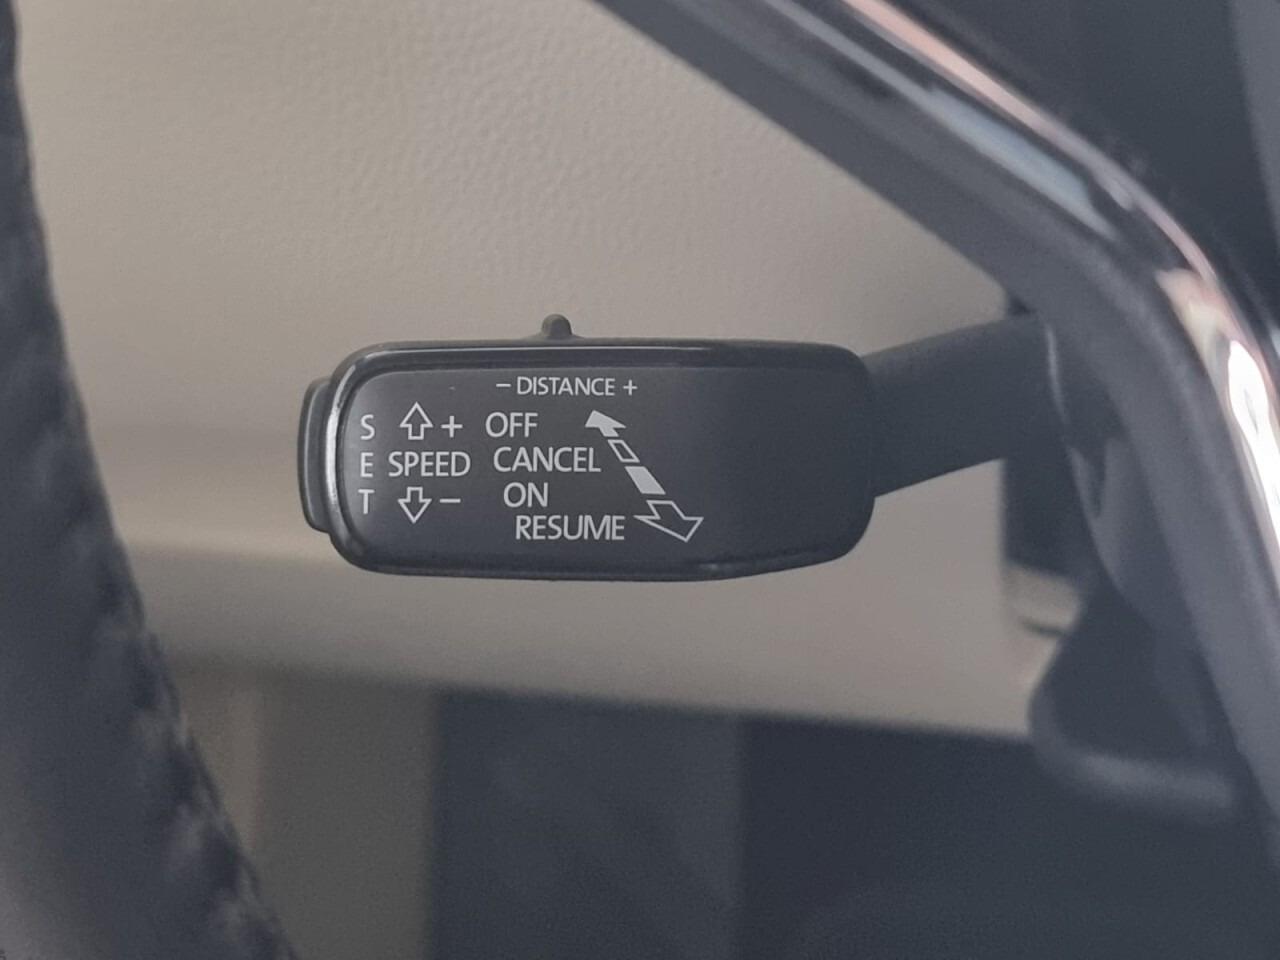 − DISTANCE +
S + OFF
E SPEED CANCEL
T − ON
RESUME